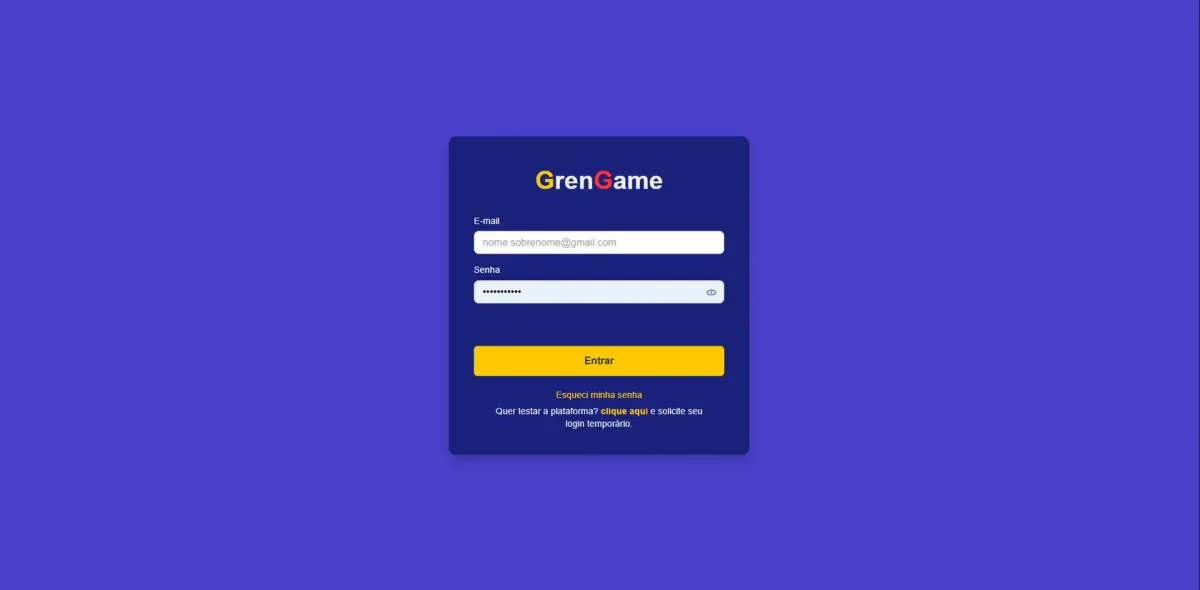 GrenGame
E-mail
nome.sobrenome@gmail.com
Senha
•••••••••••
Entrar
Esqueci minha senha
Quer testar a plataforma? clique aqui e solicite seu
login temporário.